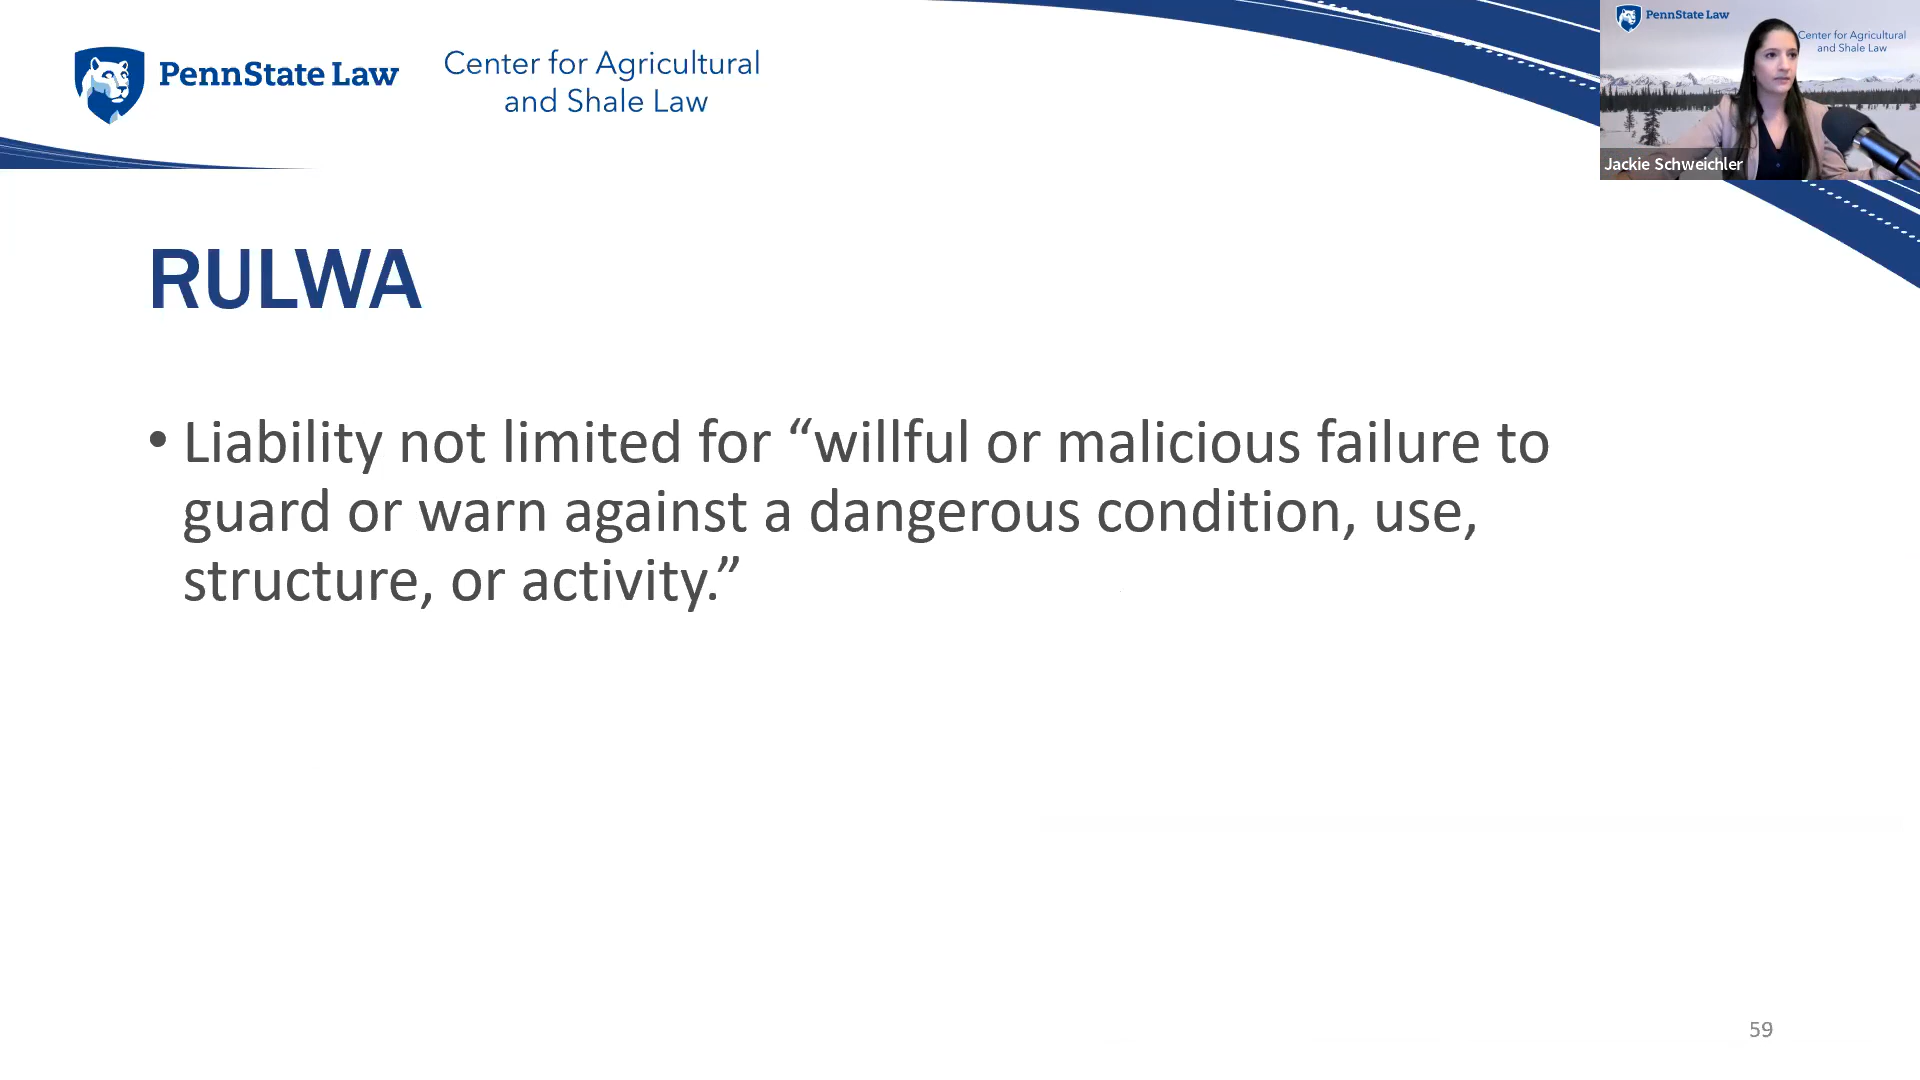 PennState Law
Center for Agricultural
and Shale Law
PennState Law
Center for Agricultural
and Shale Law
Jackie Schweichler
RULWA
• Liability not limited for “willful or malicious failure to
guard or warn against a dangerous condition, use,
structure, or activity.”
59